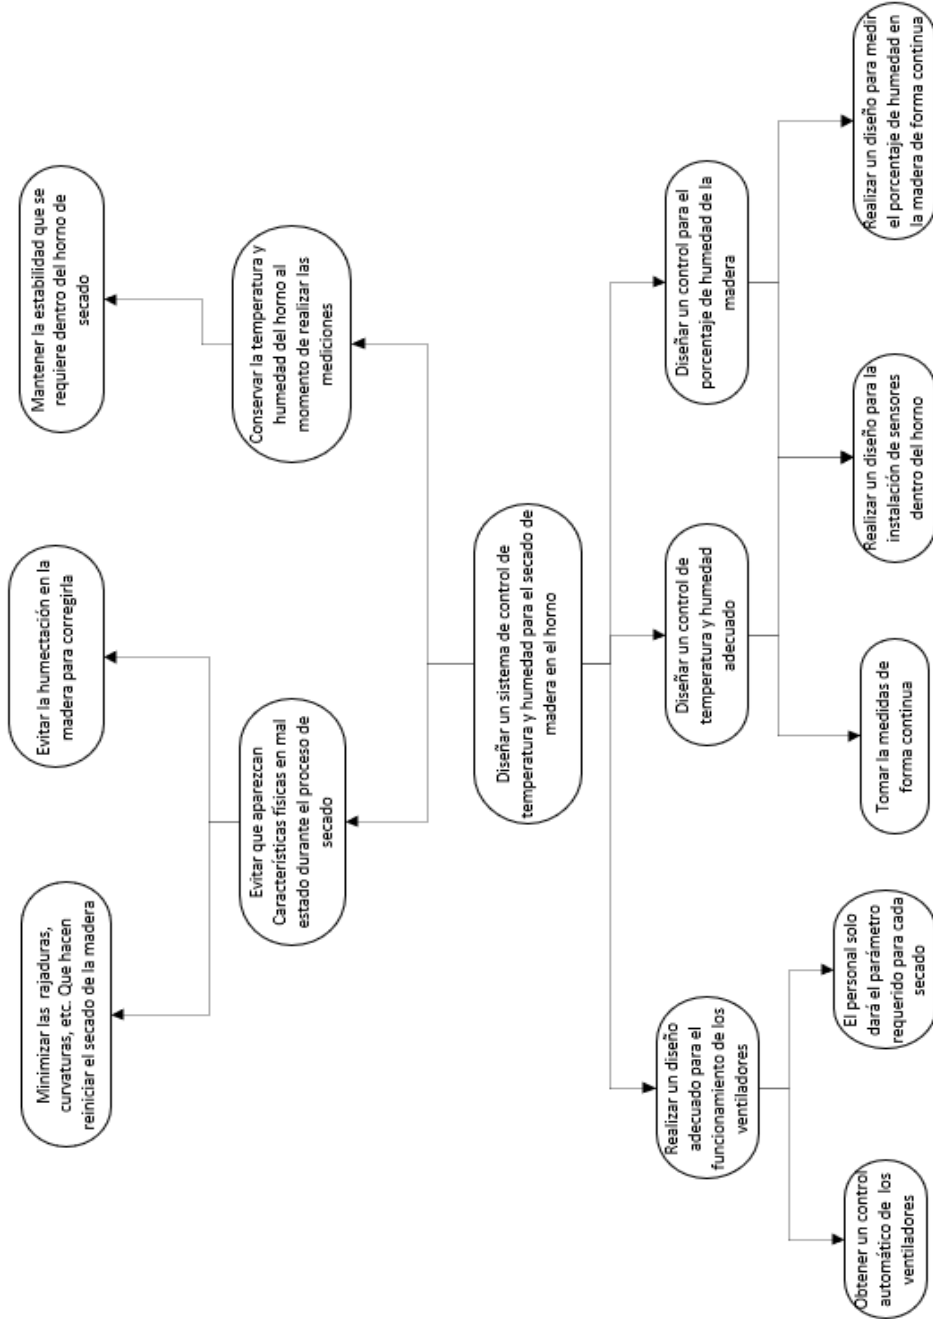 Minimizar las rajaduras,
curvaturas, etc. Que hacen
reiniciar el secado de la madera
Evitar la humectación en la
madera para corregirla
Mantener la estabilidad que se
requiere dentro del horno de
secado
Evitar que aparezcan
Características físicas en mal
estado durante el proceso de
secado
Conservar la temperatura y
humedad del horno al
momento de realizar las
mediciones
Diseñar un sistema de control de
temperatura y humedad para el secado de
madera en el horno
Realizar un diseño
adecuado para el
funcionamiento de los
ventiladores
Diseñar un control de
temperatura y humedad
adecuado
Diseñar un control para el
porcentaje de humedad de la
madera
Obtener un control
automático de los
ventiladores
El personal solo
dará el parámetro
requerido para cada
secado
Tomar la medidas de
forma continua
Realizar un diseño para la
instalación de sensores
dentro del horno
Realizar un diseño para medir
el porcentaje de humedad en
la madera de forma continua